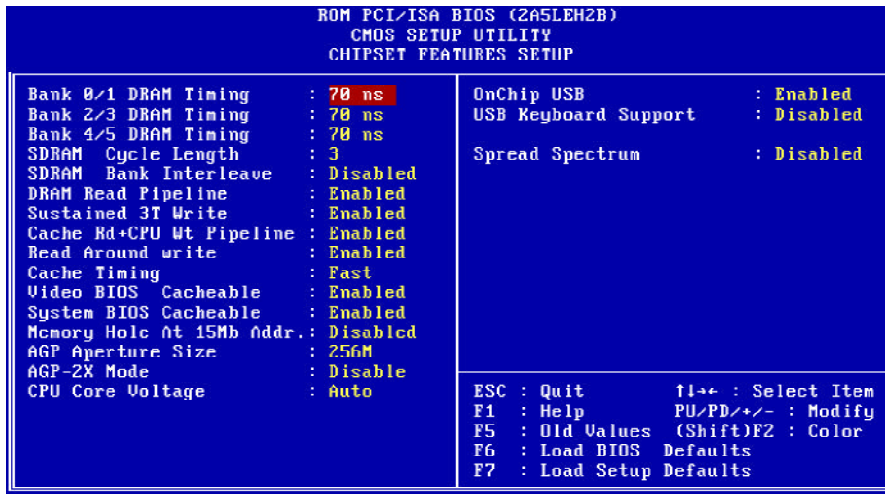 ROM PCI/ISA BIOS (2A5LEH2B)
CMOS SETUP UTILITY
CHIPSET FEATURES SETUP
Bank 0/1 DRAM Timing : 70 ns
Bank 2/3 DRAM Timing : 70 ns
Bank 4/5 DRAM Timing : 70 ns
SDRAM Cycle Length : 3
SDRAM Bank Interleave : Disabled
DRAM Read Pipeline : Enabled
Sustained 3T Write : Enabled
Cache Rd+CPU Wt Pipeline : Enabled
Read Around write : Enabled
Cache Timing : Fast
Video BIOS Cacheable : Enabled
System BIOS Cacheable : Enabled
Memory Hole At 15Mb Addr.: Disabled
AGP Aperture Size : 256M
AGP-2X Mode : Disable
CPU Core Voltage : Auto
OnChip USB : Enabled
USB Keyboard Support : Disabled
Spread Spectrum : Disabled
ESC : Quit ↑↓→← : Select Item
F1 : Help PU/PD/+/- : Modify
F5 : Old Values (Shift)F2 : Color
F6 : Load BIOS Defaults
F7 : Load Setup Defaults